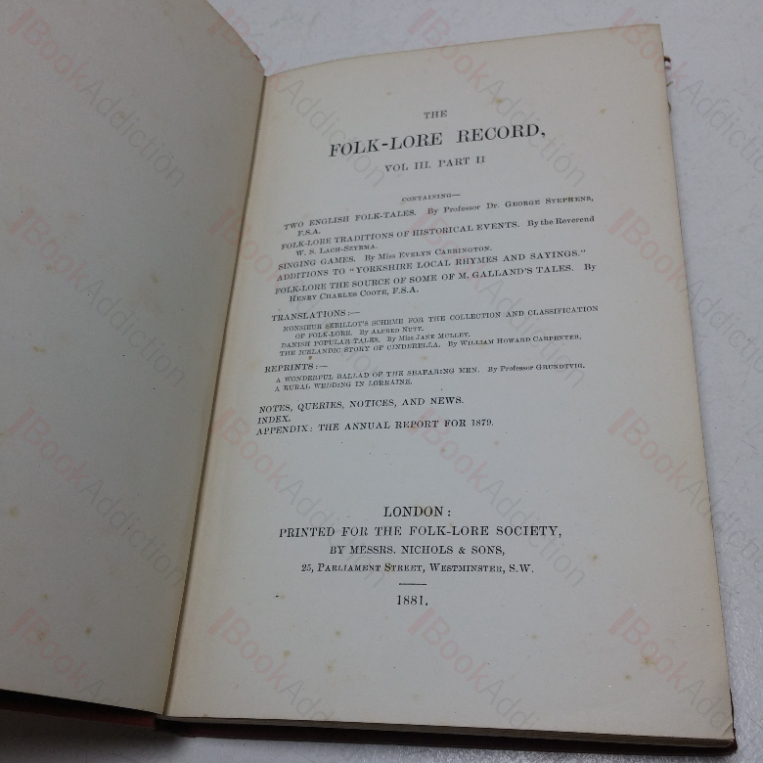 THE
FOLK-LORE RECORD,
VOL III. PART II
CONTAINING—
TWO ENGLISH FOLK-TALES. By Professor Dr. George Stephens,
F.S.A.
FOLK-LORE TRADITIONS OF HISTORICAL EVENTS. By the Reverend
W. S. Lach-Szyrma.
SINGING GAMES. By Miss Evelyn Carrington.
ADDITIONS TO "YORKSHIRE LOCAL RHYMES AND SAYINGS."
FOLK-LORE THE SOURCE OF SOME OF M. GALLAND'S TALES. By
Henry Charles Coote, F.S.A.
TRANSLATIONS:—
MONSIEUR SEBILLOT'S SCHEME FOR THE COLLECTION AND CLASSIFICATION
OF FOLK-LORE. By Alfred Nutt.
DANISH POPULAR TALES. By Miss Jane Mulley.
THE ICELANDIC STORY OF CINDERELLA. By William Howard Carpenter.
REPRINTS:—
A WONDERFUL BALLAD OF THE SEAFARING MEN. By Professor Grundtvig.
A RURAL WEDDING IN LORRAINE.
NOTES, QUERIES, NOTICES, AND NEWS.
INDEX.
APPENDIX: THE ANNUAL REPORT FOR 1879.
LONDON:
PRINTED FOR THE FOLK-LORE SOCIETY,
BY MESSRS. NICHOLS & SONS,
25, Parliament Street, Westminster, S.W.
1881.
BookAddiction